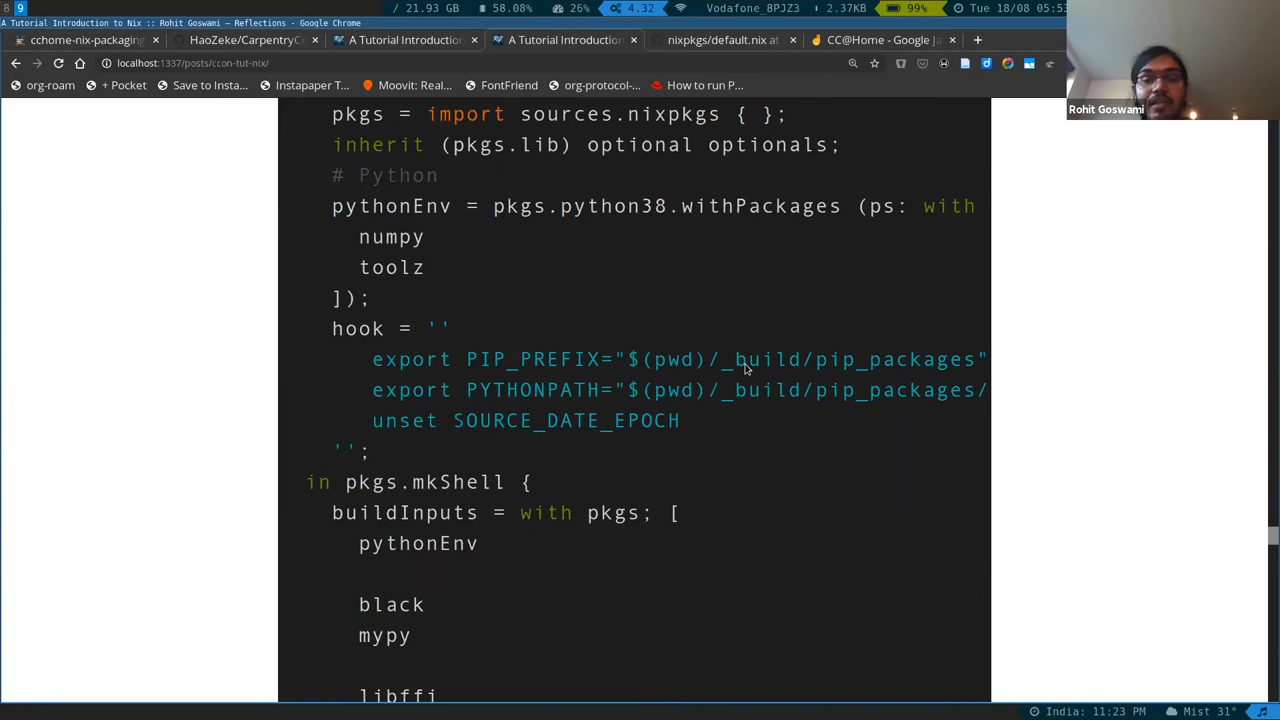 8 9 21.93 GB 58.08% 26% 4.32 Vodafone_8PJZ3 2.37KB 99% Tue 18/08 05:53
A Tutorial Introduction to Nix :: Rohit Goswami — Reflections - Google Chrome
cchome-nix-packaging × HaoZeke/CarpentryC × A Tutorial Introduction × A Tutorial Introduction × nixpkgs/default.nix at × CC@Home - Google Ja × +
localhost:1337/posts/ccon-tut-nix/
org-roam + Pocket Save to Insta... Instapaper T... Moovit: Real... FontFriend org-protocol-... How to run P...
Rohit Goswami
pkgs = import sources.nixpkgs { };
inherit (pkgs.lib) optional optionals;
# Python
pythonEnv = pkgs.python38.withPackages (ps: with
numpy
toolz
]);
hook = ''
export PIP_PREFIX="$(pwd)/_build/pip_packages"
export PYTHONPATH="$(pwd)/_build/pip_packages/
unset SOURCE_DATE_EPOCH
'';
in pkgs.mkShell {
buildInputs = with pkgs; [
pythonEnv
black
mypy
libffi
India: 11:23 PM Mist 31°